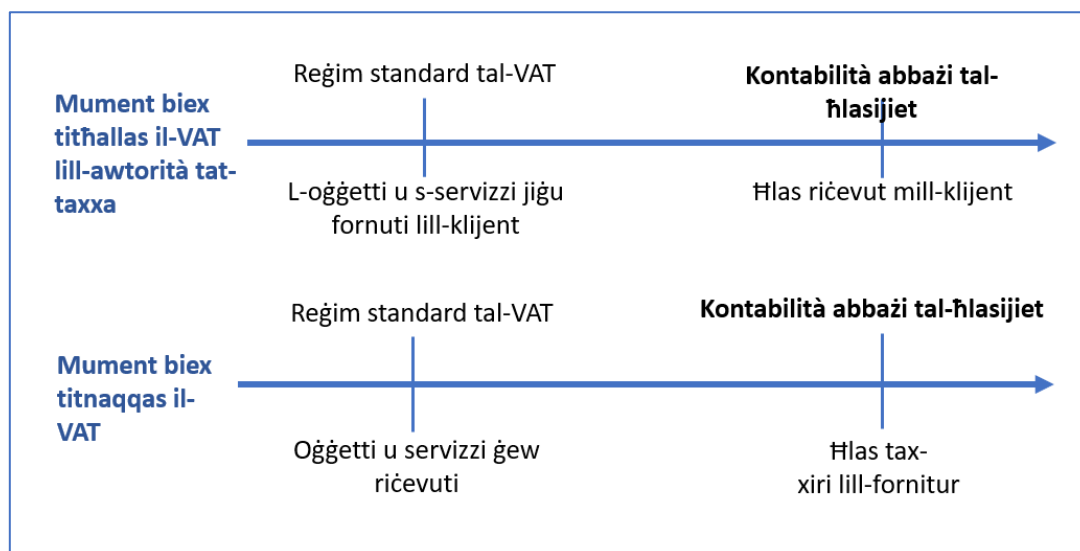 Mument biex
titħallas il-VAT
lill-awtorità tat-
taxxa
Reġim standard tal-VAT
Kontabilità abbażi tal-
ħlasijiet
L-oġġetti u s-servizzi jiġu
fornuti lill-klijent
Ħlas riċevut mill-klijent
Mument biex
titnaqqas il-
VAT
Reġim standard tal-VAT
Kontabilità abbażi tal-ħlasijiet
Oġġetti u servizzi ġew
riċevuti
Ħlas tax-
xiri lill-fornitur